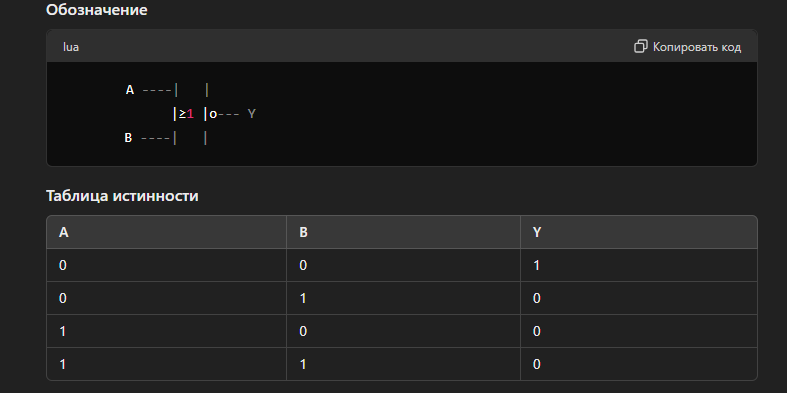 Обозначение
lua
Копировать код
A ----|   |
|≥1 |o--- Y
B ----|   |
Таблица истинности
A B Y
0 0 1
0 1 0
1 0 0
1 1 0